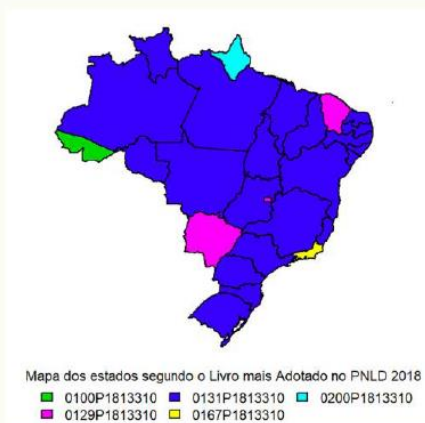 Mapa dos estados segundo o Livro mais Adotado no PNLD 2018
0100P1813310 0131P1813310 0200P1813310
0129P1813310 0167P1813310